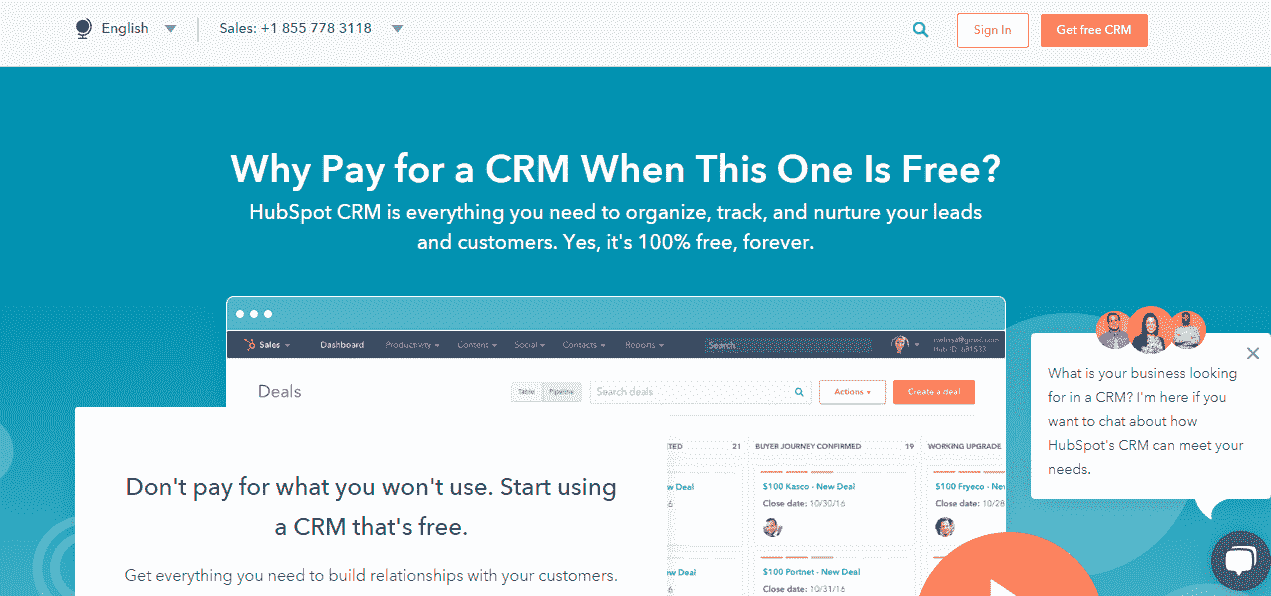 English
Sales: +1 855 778 3118
Sign In
Get free CRM
Why Pay for a CRM When This One Is Free?
HubSpot CRM is everything you need to organize, track, and nurture your leads
and customers. Yes, it's 100% free, forever.
Sales
Dashboard
Productivity
Content
Social
Contacts
Reports
Search
Hub ID: 691533
Deals
Table
Pipeline
Search deals
Actions
Create a deal
TED 21
BUYER JOURNEY CONFIRMED 19
WORKING UPGRADE
w Deal
6
$100 Kasco - New Deal
Close date: 10/30/16
$100 Fryeco - New
Close date: 10/28
w Deal
6
$100 Portnet - New Deal
Close date: 10/31/16
Don't pay for what you won't use. Start using
a CRM that's free.
Get everything you need to build relationships with your customers.
What is your business looking
for in a CRM? I'm here if you
want to chat about how
HubSpot's CRM can meet your
needs.